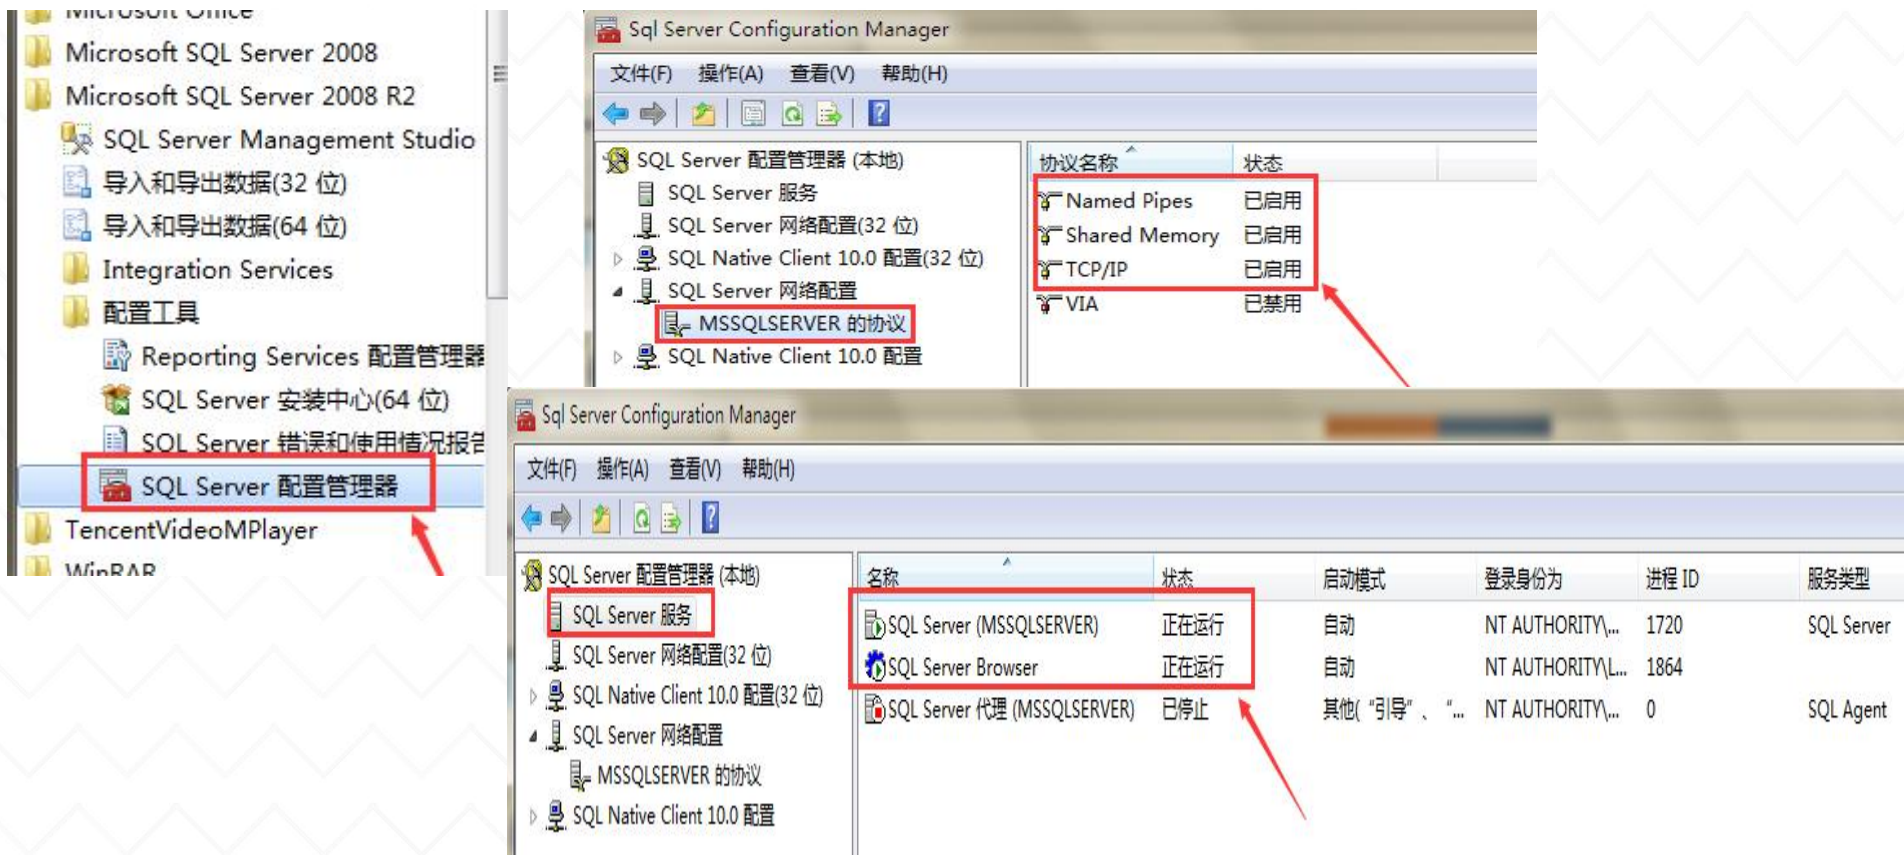 Microsoft Office
Microsoft SQL Server 2008
Microsoft SQL Server 2008 R2
SQL Server Management Studio
导入和导出数据(32 位)
导入和导出数据(64 位)
Integration Services
配置工具
Reporting Services 配置管理器
SQL Server 安装中心(64 位)
SQL Server 错误和使用情况报告
SQL Server 配置管理器
TencentVideoMPlayer
WinRAR
Sql Server Configuration Manager
文件(F) 操作(A) 查看(V) 帮助(H)
SQL Server 配置管理器 (本地)
SQL Server 服务
SQL Server 网络配置(32 位)
SQL Native Client 10.0 配置(32 位)
SQL Server 网络配置
MSSQLSERVER 的协议
SQL Native Client 10.0 配置
协议名称 状态
Named Pipes 已启用
Shared Memory 已启用
TCP/IP 已启用
VIA 已禁用
Sql Server Configuration Manager
文件(F) 操作(A) 查看(V) 帮助(H)
SQL Server 配置管理器 (本地)
SQL Server 服务
SQL Server 网络配置(32 位)
SQL Native Client 10.0 配置(32 位)
SQL Server 网络配置
MSSQLSERVER 的协议
SQL Native Client 10.0 配置
名称 状态 启动模式 登录身份为 进程 ID 服务类型
SQL Server (MSSQLSERVER) 正在运行 自动 NT AUTHORITY\... 1720 SQL Server
SQL Server Browser 正在运行 自动 NT AUTHORITY\L... 1864
SQL Server 代理 (MSSQLSERVER) 已停止 其他(“引导”、“... NT AUTHORITY\... 0 SQL Agent